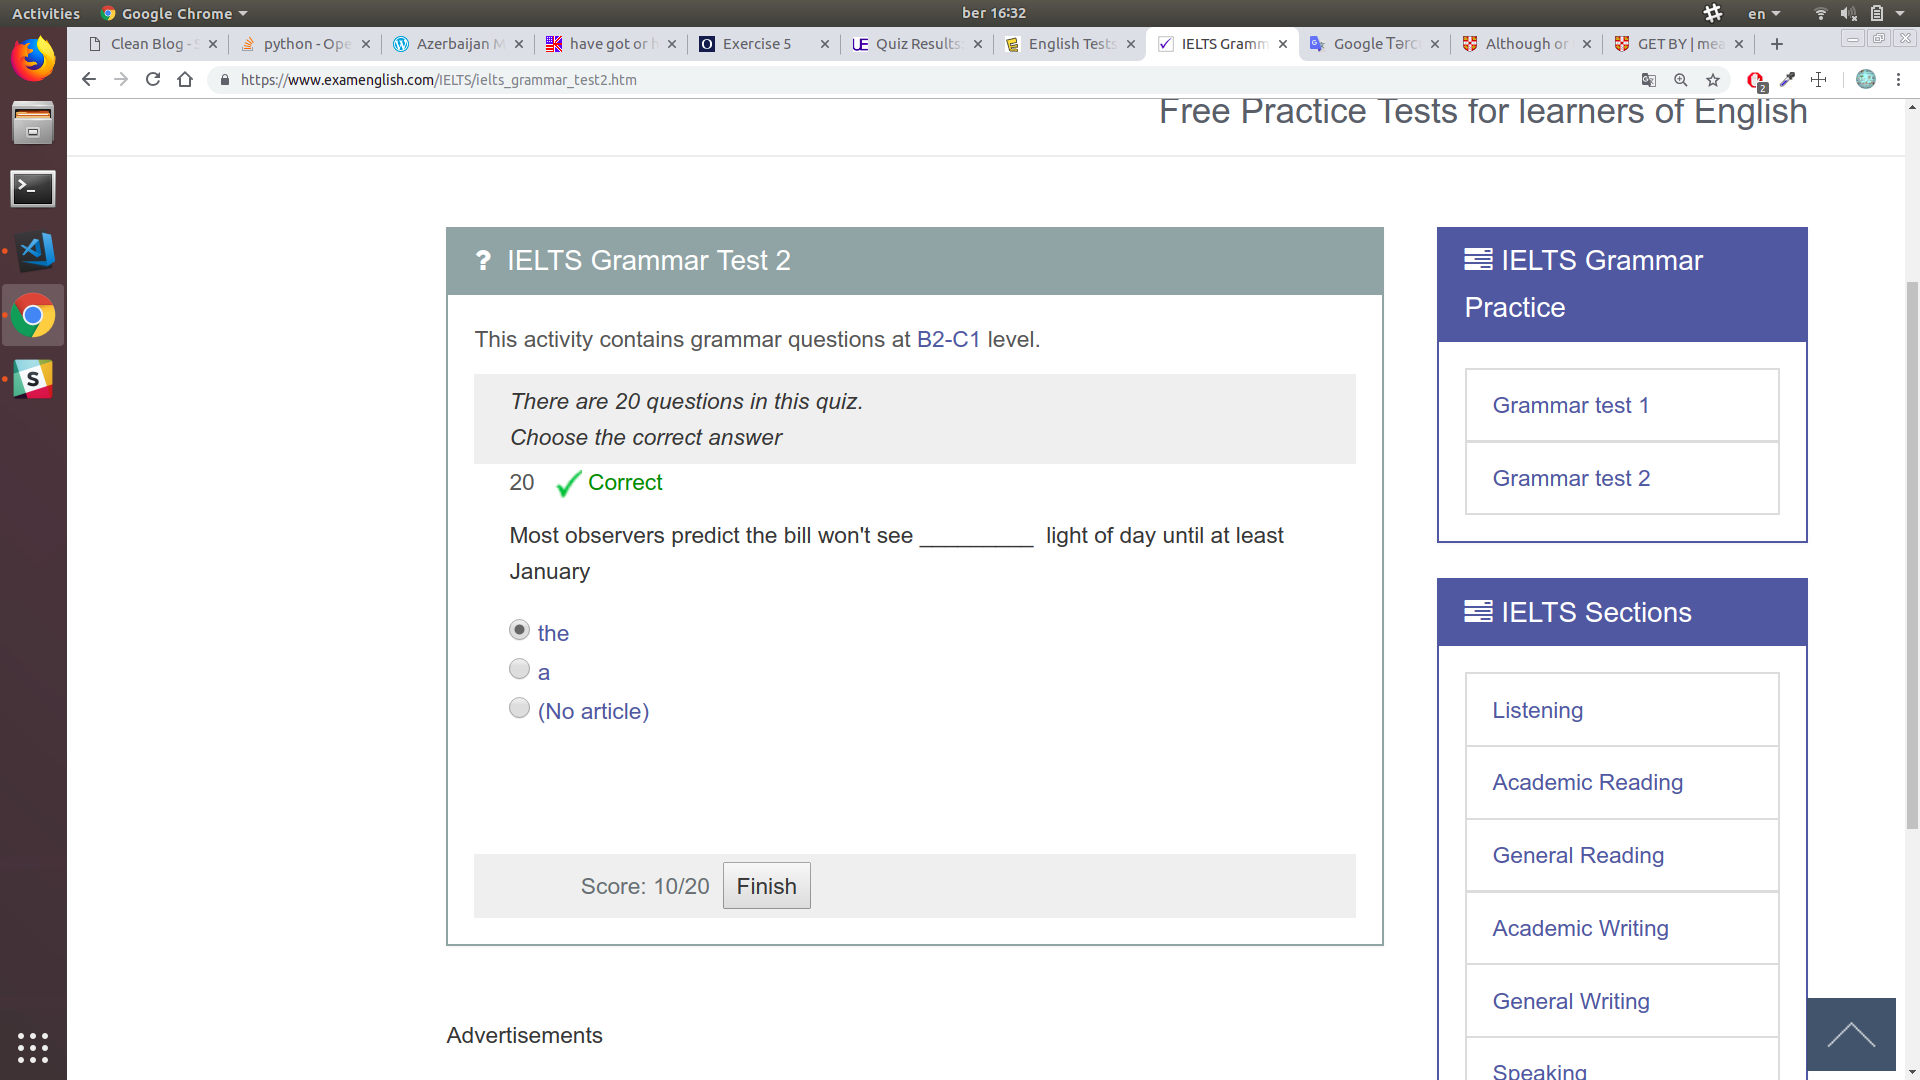 Activities Google Chrome ber 16:32 en
Clean Blog - S python - Ope Azerbaijan M have got or h Exercise 5 Quiz Results: English Tests IELTS Gramm Google Tərc Although or GET BY | mea
https://www.examenglish.com/IELTS/ielts_grammar_test2.htm 2
Free Practice Tests for learners of English
? IELTS Grammar Test 2
This activity contains grammar questions at B2-C1 level.
There are 20 questions in this quiz.
Choose the correct answer
20 Correct
Most observers predict the bill won't see _________ light of day until at least
January
the
a
(No article)
Score: 10/20 Finish
Advertisements
IELTS Grammar
Practice
Grammar test 1
Grammar test 2
IELTS Sections
Listening
Academic Reading
General Reading
Academic Writing
General Writing
Speaking